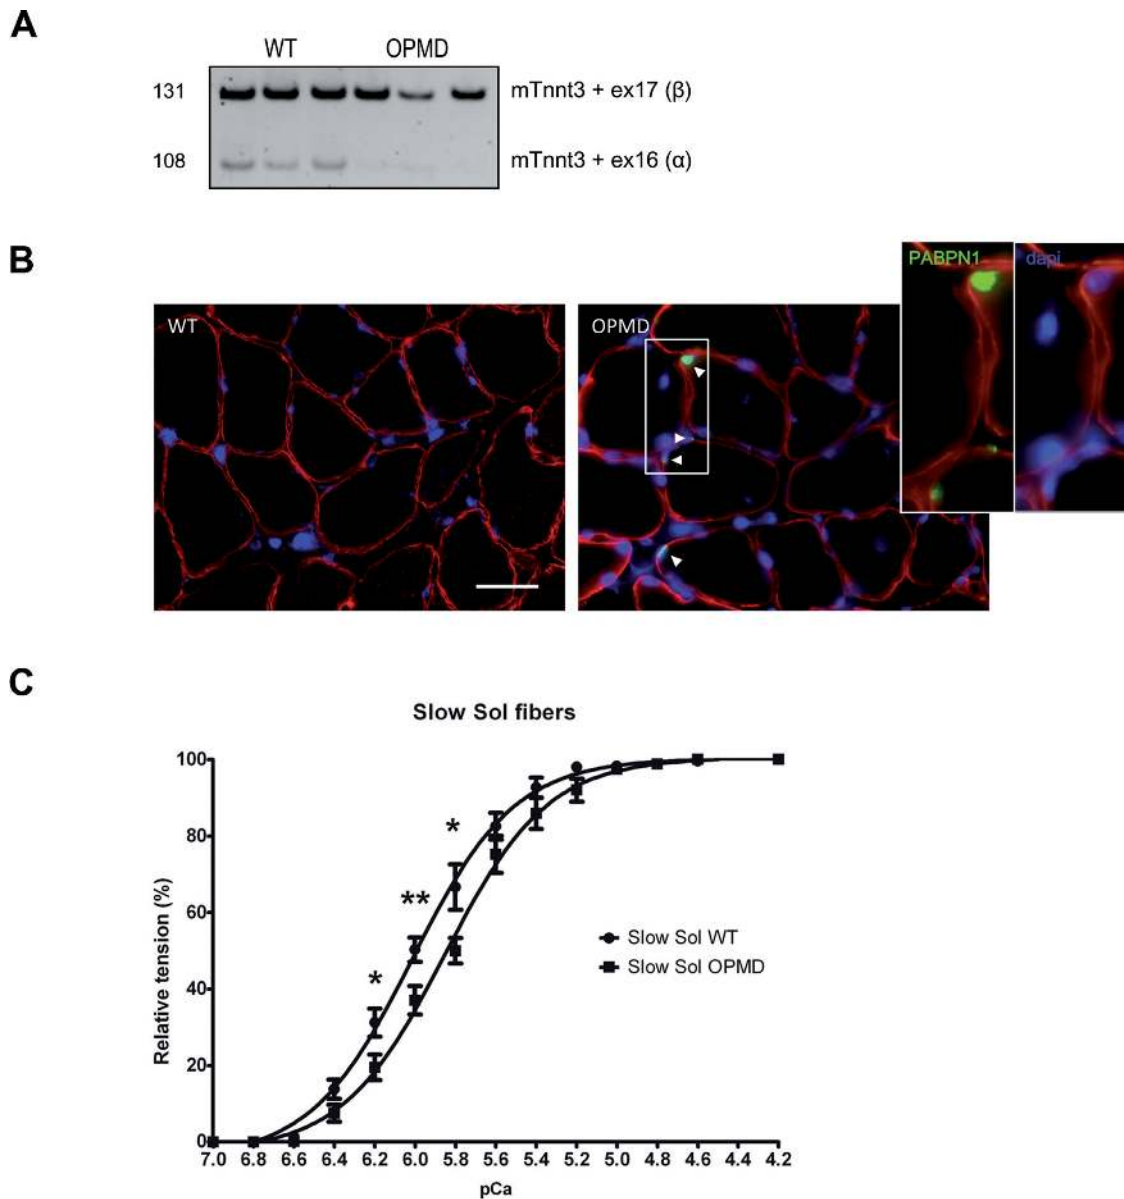 A
WT OPMD
131 mTnnt3 + ex17 (β)
108 mTnnt3 + ex16 (α)
B
WT
OPMD
PABPN1
dapi
C
Slow Sol fibers
Relative tension (%)
100
80
60
40
20
0
*
**
*
Slow Sol WT
Slow Sol OPMD
7.0 6.8 6.6 6.4 6.2 6.0 5.8 5.6 5.4 5.2 5.0 4.8 4.6 4.4 4.2
pCa